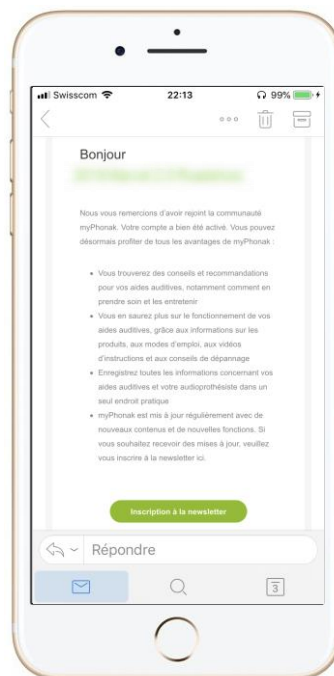 Swisscom 22:13 99%
Bonjour
Nous vous remercions d'avoir rejoint la communauté
myPhonak. Votre compte a bien été activé. Vous pouvez
désormais profiter de tous les avantages de myPhonak :
• Vous trouverez des conseils et recommandations
pour vos aides auditives, notamment comment en
prendre soin et les entretenir
• Vous en saurez plus sur le fonctionnement de vos
aides auditives, grâce aux informations sur les
produits, aux modes d'emploi, aux vidéos
d'instructions et aux conseils de dépannage
• Enregistrez toutes les informations concernant vos
aides auditives et votre audioprothésiste dans un
seul endroit pratique
• myPhonak est mis à jour régulièrement avec de
nouveaux contenus et de nouvelles fonctions. Si
vous souhaitez recevoir des mises à jour, veuillez
vous inscrire à la newsletter ici.
Inscription à la newsletter
Répondre
3